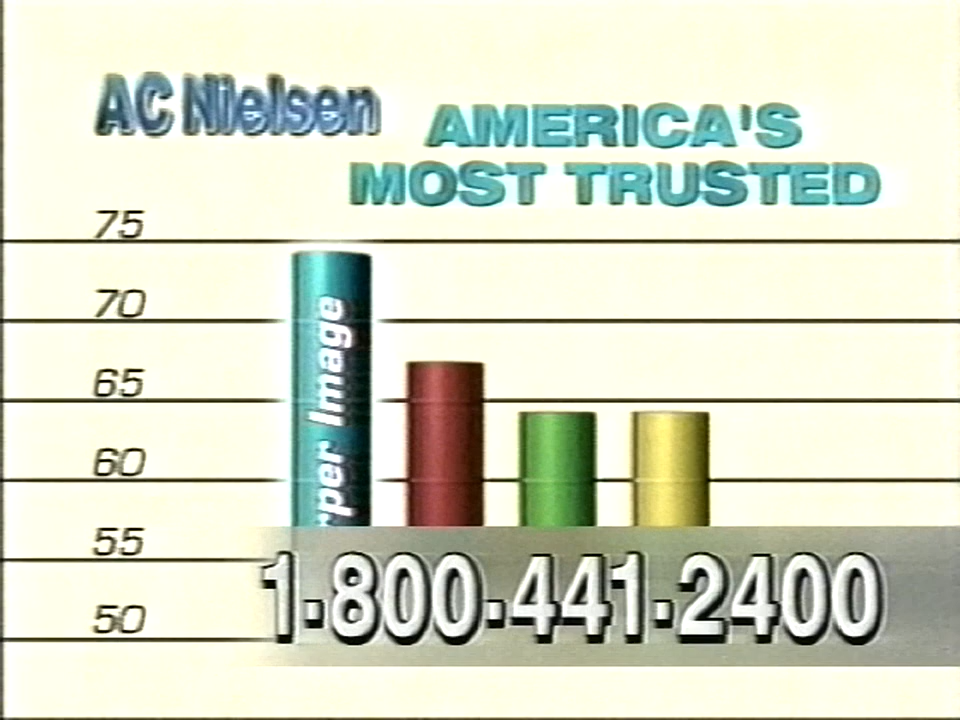 AC Nielsen
AMERICA'S
MOST TRUSTED
75
70
65
60
55
50
rper Image
1-800-441-2400